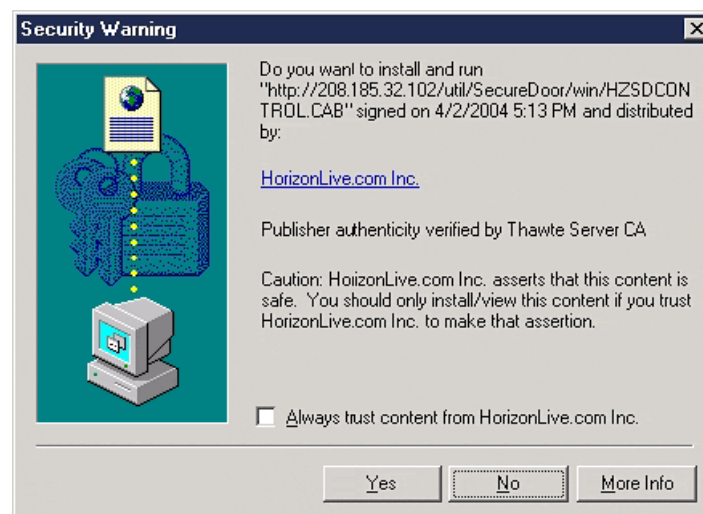 Security Warning
Do you want to install and run
"http://208.185.32.102/util/SecureDoor/win/HZSDCON
TROL.CAB" signed on 4/2/2004 5:13 PM and distributed
by:
HorizonLive.com Inc.
Publisher authenticity verified by Thawte Server CA
Caution: HorizonLive.com Inc. asserts that this content is
safe. You should only install/view this content if you trust
HorizonLive.com Inc. to make that assertion.
Always trust content from HorizonLive.com Inc.
Yes
No
More Info